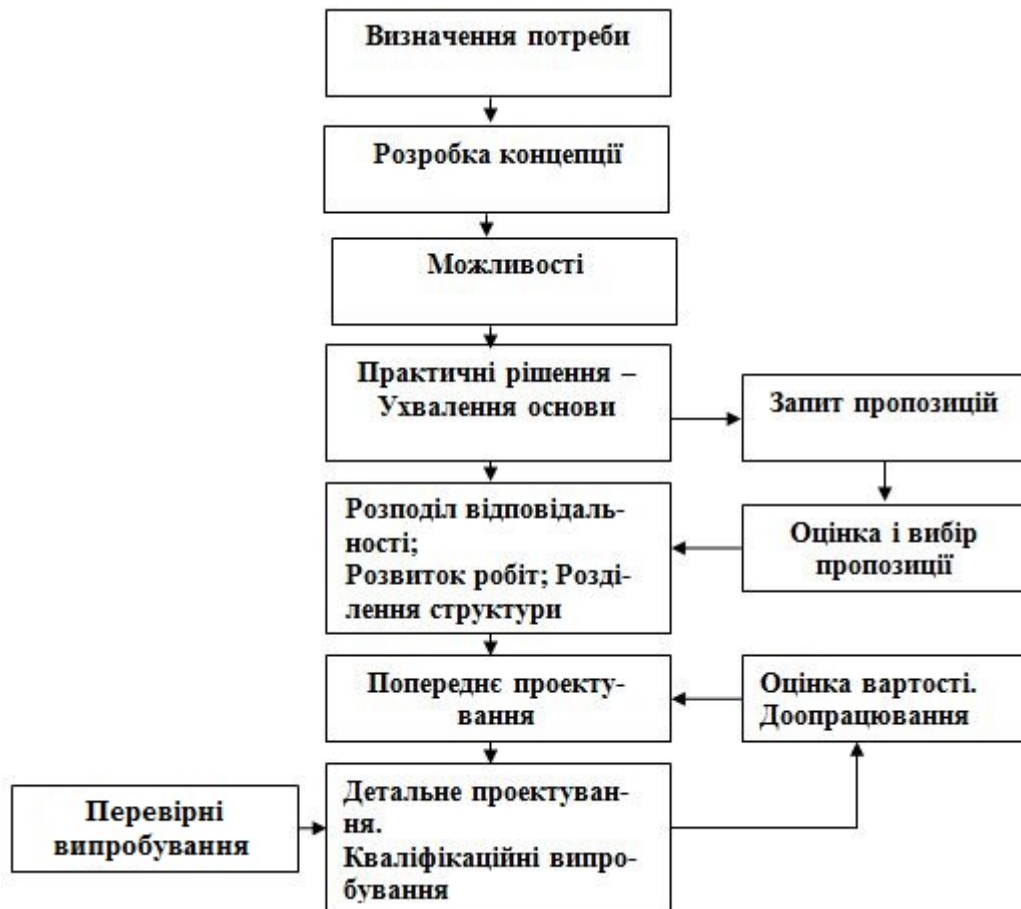 Визначення потреби
Розробка концепції
Можливості
Практичні рішення –
Ухвалення основи
Запит пропозицій
Розподіл відповідаль-
ності;
Розвиток робіт; Розді-
лення структури
Оцінка і вибір
пропозиції
Попереднє проекту-
вання
Оцінка вартості.
Доопрацювання
Перевірні
випробування
Детальне проектуван-
ня.
Кваліфікаційні випро-
бування